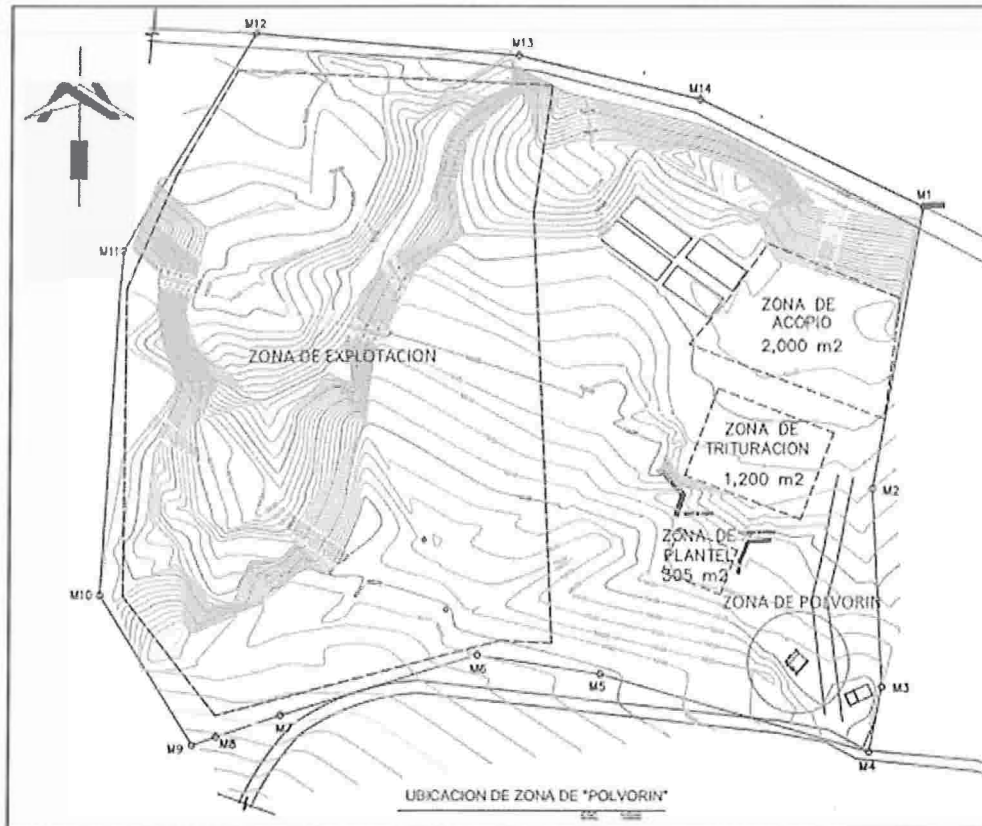 M12
M13
M14
M1
M11
ZONA DE
ACOPIO
2,000 m2
ZONA DE EXPLOTACION
ZONA DE
TRITURACION
1,200 m2
M2
ZONA DE
PLANTEL
305 m2
ZONA DE POLVORIN
M10
M6
M5
M3
M7
M8
M9
M4
UBICACION DE ZONA DE "POLVORIN"